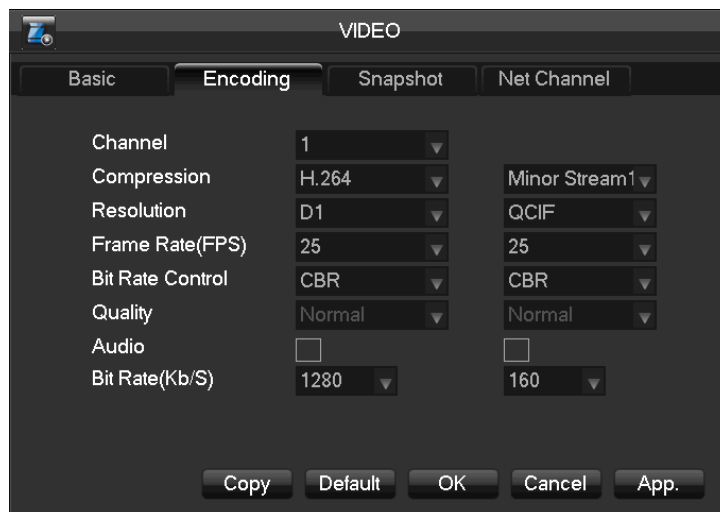 VIDEO
Basic Encoding Snapshot Net Channel
Channel 1
Compression H.264 Minor Stream1
Resolution D1 QCIF
Frame Rate(FPS) 25 25
Bit Rate Control CBR CBR
Quality Normal Normal
Audio
Bit Rate(Kb/S) 1280 160
Copy Default OK Cancel App.